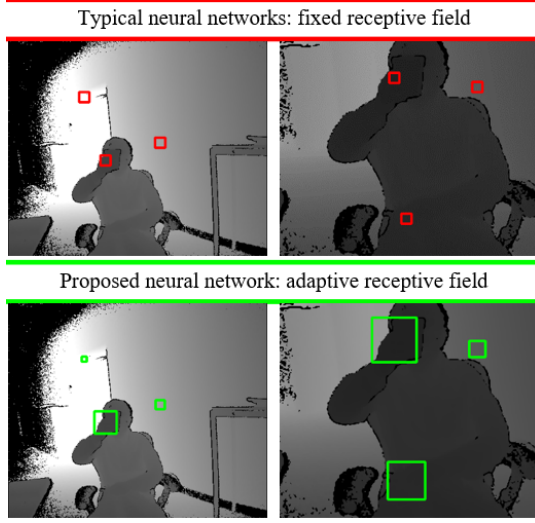 Typical neural networks: fixed receptive field
Proposed neural network: adaptive receptive field